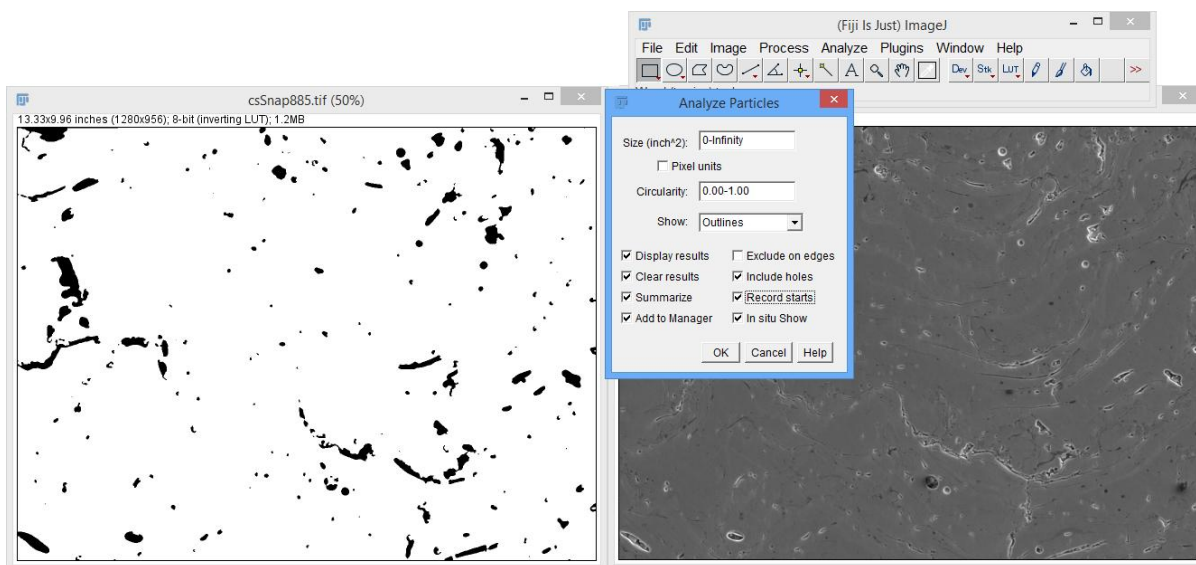 (Fiji Is Just) ImageJ
File Edit Image Process Analyze Plugins Window Help
Dev Stk LUT >>
csSnap885.tif (50%)
13.33x9.96 inches (1280x956); 8-bit (inverting LUT); 1.2MB
Analyze Particles
Size (inch^2): 0-Infinity
Pixel units
Circularity: 0.00-1.00
Show: Outlines
Display results Exclude on edges
Clear results Include holes
Summarize Record starts
Add to Manager In situ Show
OK Cancel Help